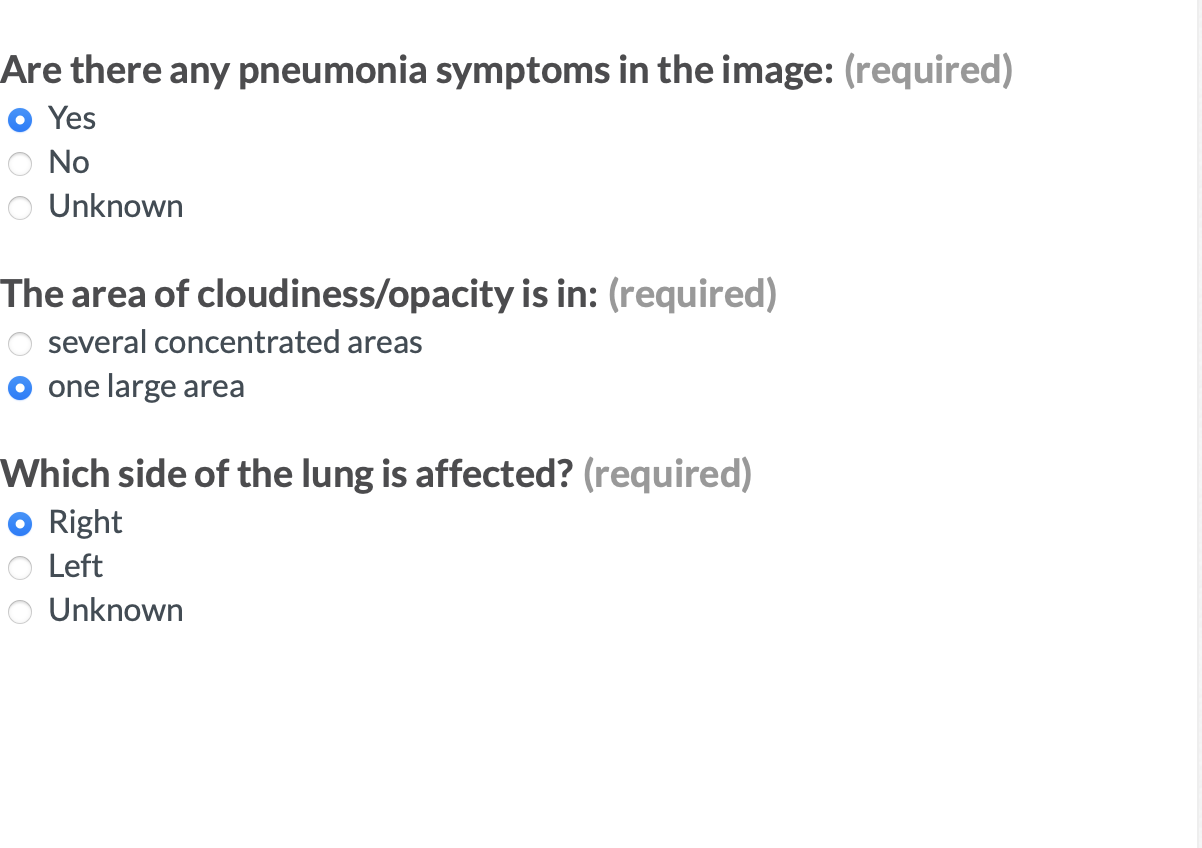 Are there any pneumonia symptoms in the image: (required)
Yes
No
Unknown
The area of cloudiness/opacity is in: (required)
several concentrated areas
one large area
Which side of the lung is affected? (required)
Right
Left
Unknown